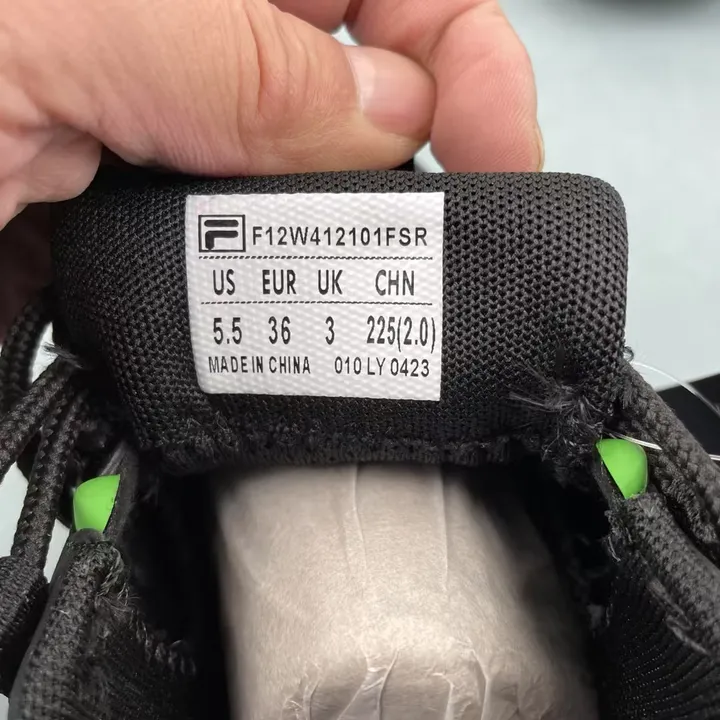 F12W412101FSR
US EUR UK CHN
5.5 36 3 225(2.0)
MADE IN CHINA 010 LY 0423